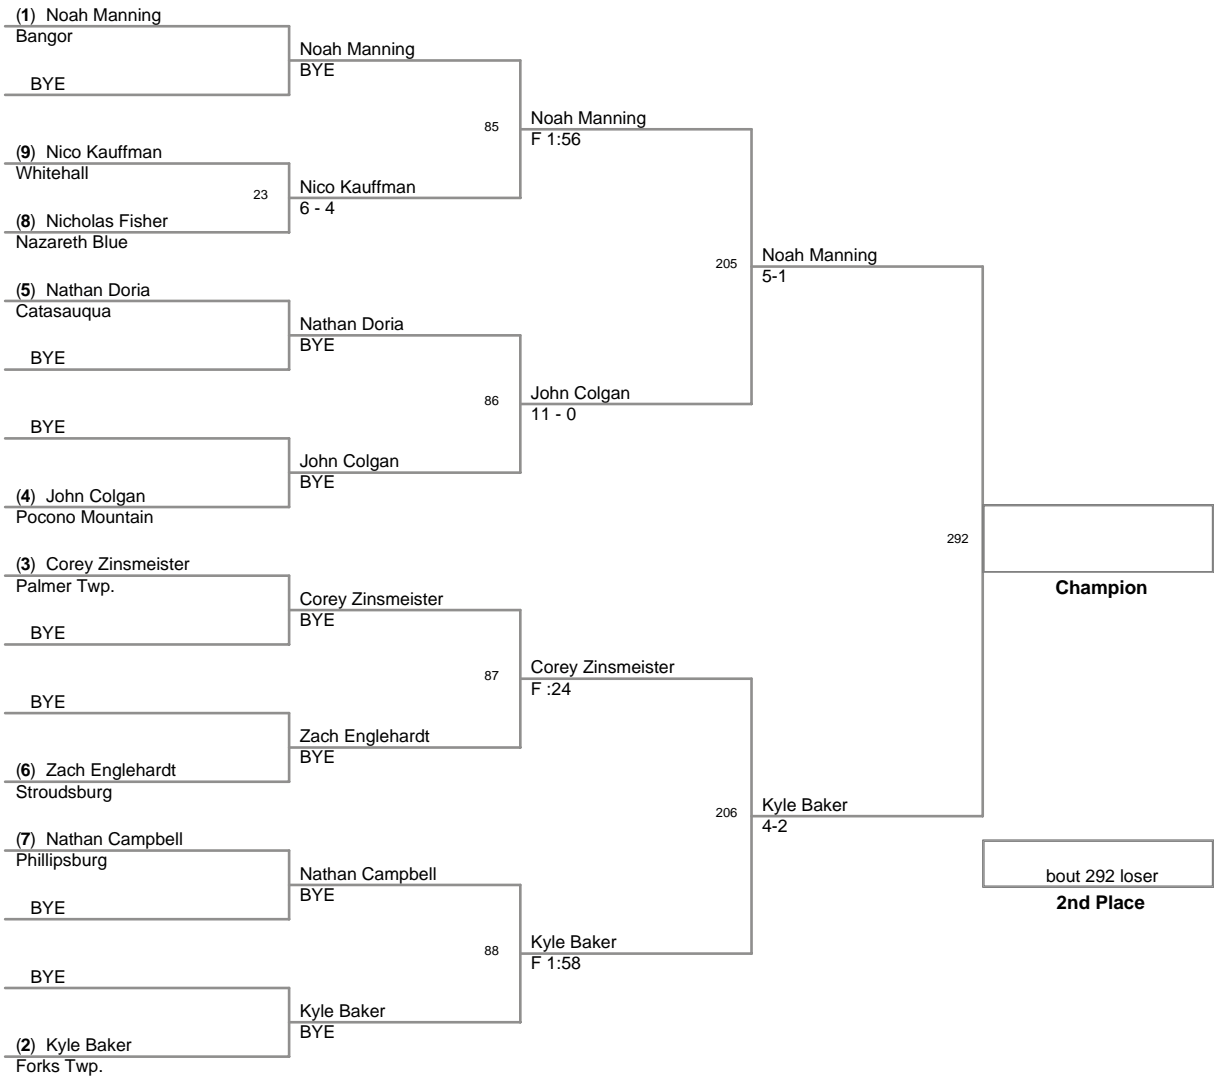 (1) Noah Manning
Bangor
BYE
(9) Nico Kauffman
Whitehall
(8) Nicholas Fisher
Nazareth Blue
(5) Nathan Doria
Catasauqua
BYE
BYE
(4) John Colgan
Pocono Mountain
(3) Corey Zinsmeister
Palmer Twp.
BYE
BYE
(6) Zach Englehardt
Stroudsburg
(7) Nathan Campbell
Phillipsburg
BYE
BYE
(2) Kyle Baker
Forks Twp.
Noah Manning
BYE
23
Nico Kauffman
6 - 4
Nathan Doria
BYE
John Colgan
BYE
Corey Zinsmeister
BYE
Zach Englehardt
BYE
Nathan Campbell
BYE
Kyle Baker
BYE
85
Noah Manning
F 1:56
86
John Colgan
11 - 0
87
Corey Zinsmeister
F :24
88
Kyle Baker
F 1:58
205
Noah Manning
5-1
206
Kyle Baker
4-2
292
Champion
bout 292 loser
2nd Place